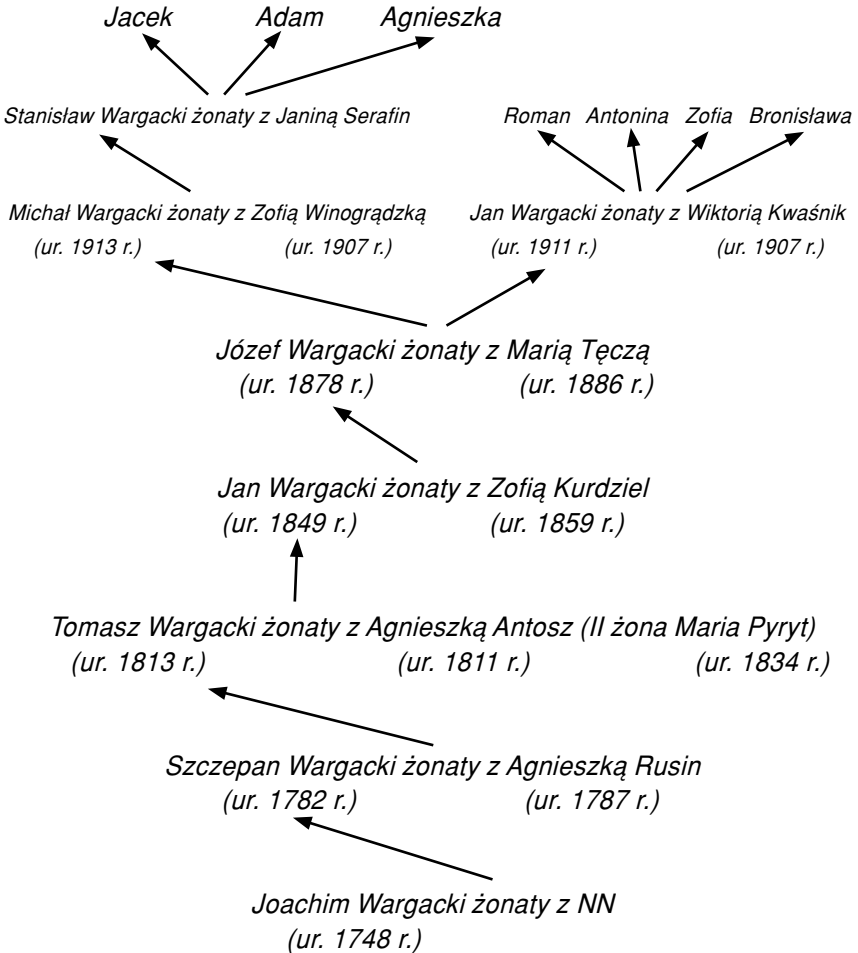 Jacek Adam Agnieszka
Stanisław Wargacki żonaty z Janiną Serafin
Roman Antonina Zofia Bronisława
Michał Wargacki żonaty z Zofią Winogrądzką
(ur. 1913 r.) (ur. 1907 r.)
Jan Wargacki żonaty z Wiktorią Kwaśnik
(ur. 1911 r.) (ur. 1907 r.)
Józef Wargacki żonaty z Marią Tęczą
(ur. 1878 r.) (ur. 1886 r.)
Jan Wargacki żonaty z Zofią Kurdziel
(ur. 1849 r.) (ur. 1859 r.)
Tomasz Wargacki żonaty z Agnieszką Antosz (II żona Maria Pyryt)
(ur. 1813 r.) (ur. 1811 r.) (ur. 1834 r.)
Szczepan Wargacki żonaty z Agnieszką Rusin
(ur. 1782 r.) (ur. 1787 r.)
Joachim Wargacki żonaty z NN
(ur. 1748 r.)